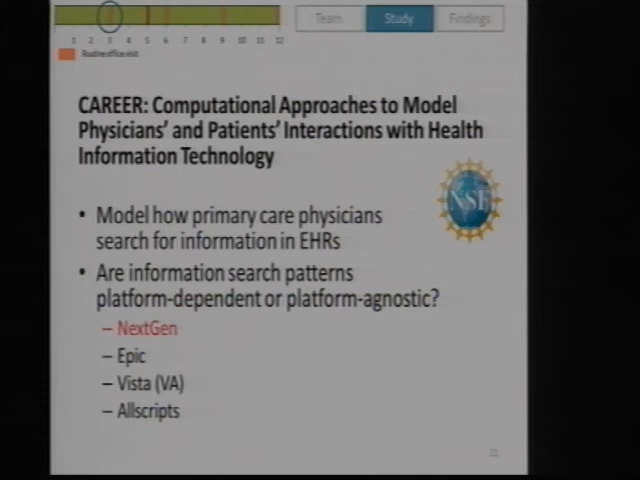 Team Study Findings
1 2 3 4 5 6 7 8 9 10 11 12
Routine office visit
CAREER: Computational Approaches to Model
Physicians' and Patients' Interactions with Health
Information Technology
NSF
• Model how primary care physicians
search for information in EHRs
• Are information search patterns
platform-dependent or platform-agnostic?
– NextGen
– Epic
– Vista (VA)
– Allscripts
21